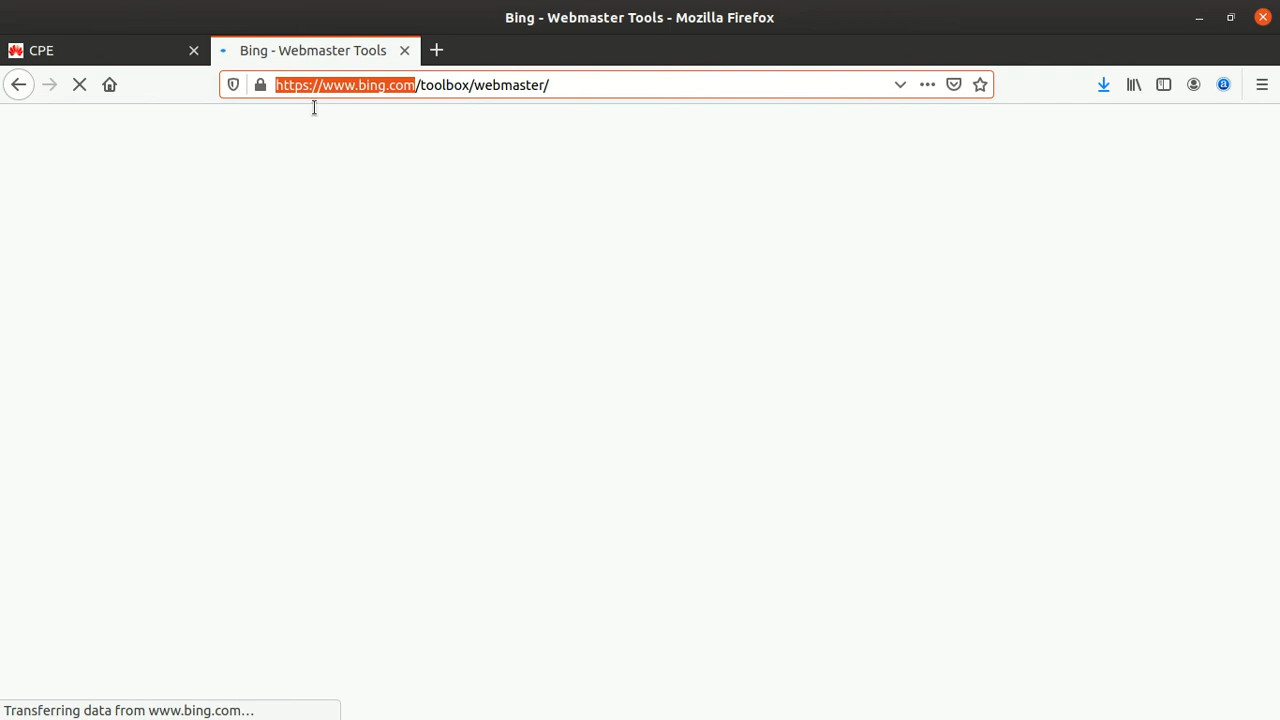 Bing - Webmaster Tools - Mozilla Firefox
CPE
Bing - Webmaster Tools
https://www.bing.com/toolbox/webmaster/
Transferring data from www.bing.com…